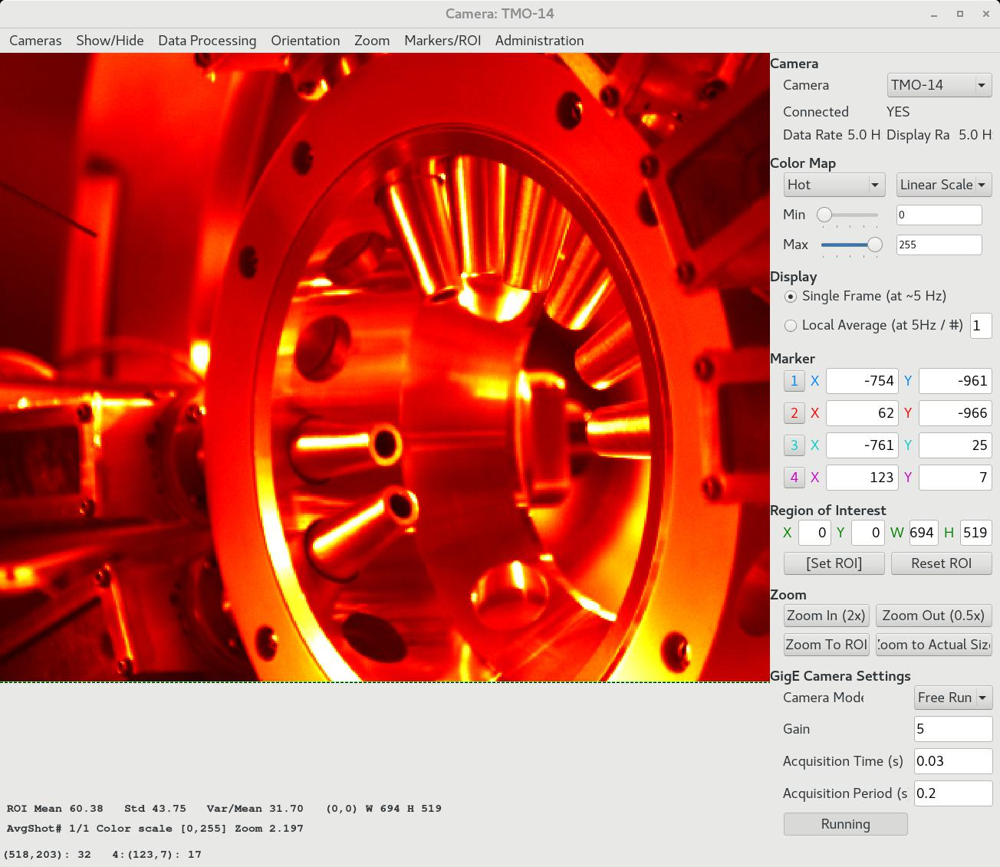 Camera: TMO-14
Cameras Show/Hide Data Processing Orientation Zoom Markers/ROI Administration
Camera
Camera TMO-14
Connected YES
Data Rate 5.0 H Display Ra 5.0 H
Color Map
Hot Linear Scale
Min 0
Max 255
Display
Single Frame (at ~5 Hz)
Local Average (at 5Hz / #) 1
Marker
1 X -754 Y -961
2 X 62 Y -966
3 X -761 Y 25
4 X 123 Y 7
Region of Interest
X 0 Y 0 W 694 H 519
[Set ROI] Reset ROI
Zoom
Zoom In (2x) Zoom Out (0.5x)
Zoom To ROI Zoom to Actual Size
GigE Camera Settings
Camera Mode Free Run
Gain 5
Acquisition Time (s) 0.03
Acquisition Period (s 0.2
Running
ROI Mean 60.38 Std 43.75 Var/Mean 31.70 (0,0) W 694 H 519
AvgShot# 1/1 Color scale [0,255] Zoom 2.197
(518,203): 32 4:(123,7): 17